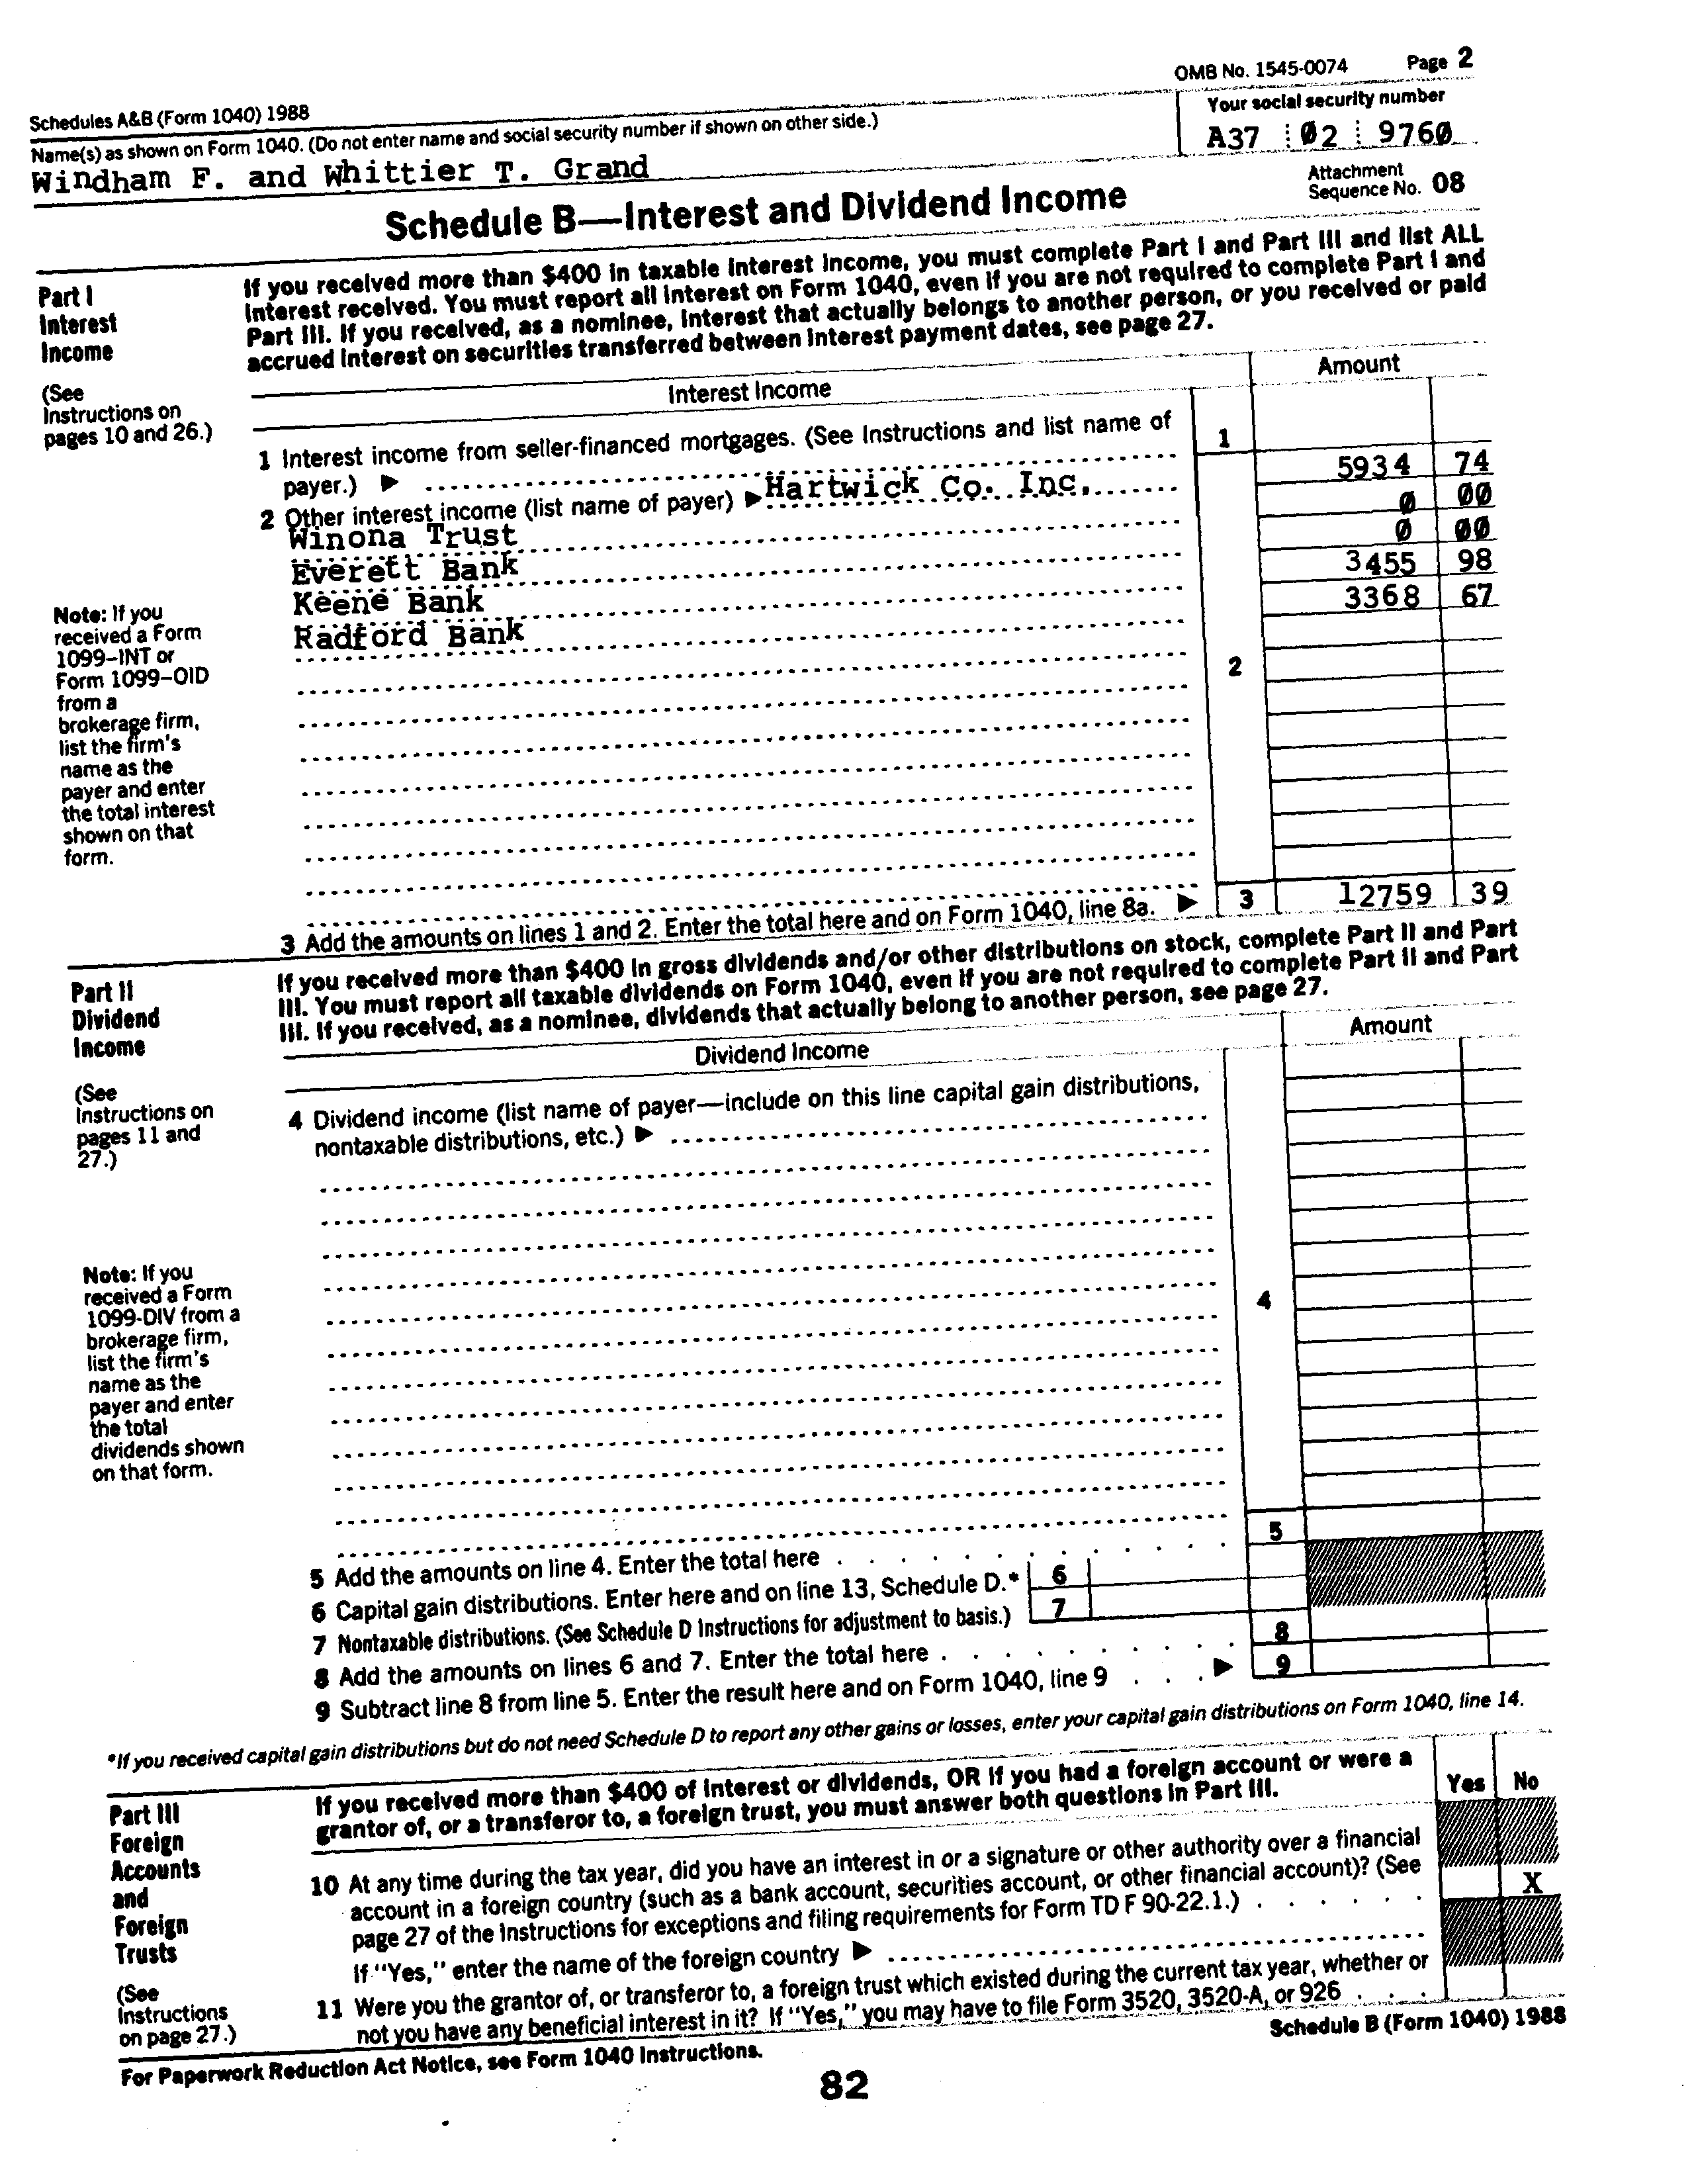 OMB No. 1545-0074 Page 2
Schedules A&B (Form 1040) 1988
Name(s) as shown on Form 1040. (Do not enter name and social security number if shown on other side.)
Your social security number
Windham F. and Whittier T. Grand
A37 02 9760
Schedule B—Interest and Dividend Income
Attachment
Sequence No. 08
Part I
Interest
Income
(See
Instructions on
pages 10 and 26.)
If you received more than $400 in taxable interest income, you must complete Part I and Part III and list ALL
interest received. You must report all interest on Form 1040, even if you are not required to complete Part I and
Part III. If you received, as a nominee, interest that actually belongs to another person, or you received or paid
accrued interest on securities transferred between interest payment dates, see page 27.
Interest Income
Amount
1 Interest income from seller-financed mortgages. (See Instructions and list name of
payer.) ▶
1
2 Other interest income (list name of payer) ▶ Hartwick Co. Inc.
5934 74
Winona Trust
0 00
Everett Bank
0 00
Keene Bank
3455 98
Radford Bank
3368 67
2
Note: If you
received a Form
1099–INT or
Form 1099–OID
from a
brokerage firm,
list the firm's
name as the
payer and enter
the total interest
shown on that
form.
3 Add the amounts on lines 1 and 2. Enter the total here and on Form 1040, line 8a. ▶ 3 12759 39
Part II
Dividend
Income
(See
Instructions on
pages 11 and
27.)
If you received more than $400 in gross dividends and/or other distributions on stock, complete Part II and Part
III. You must report all taxable dividends on Form 1040, even if you are not required to complete Part II and Part
III. If you received, as a nominee, dividends that actually belong to another person, see page 27.
Dividend Income
Amount
4 Dividend income (list name of payer—include on this line capital gain distributions,
nontaxable distributions, etc.) ▶
4
Note: If you
received a Form
1099-DIV from a
brokerage firm,
list the firm's
name as the
payer and enter
the total
dividends shown
on that form.
5 Add the amounts on line 4. Enter the total here 5
6 Capital gain distributions. Enter here and on line 13, Schedule D.* 6
7 Nontaxable distributions. (See Schedule D Instructions for adjustment to basis.) 7
8 Add the amounts on lines 6 and 7. Enter the total here 8
9 Subtract line 8 from line 5. Enter the result here and on Form 1040, line 9 ▶ 9
*If you received capital gain distributions but do not need Schedule D to report any other gains or losses, enter your capital gain distributions on Form 1040, line 14.
Part III
Foreign
Accounts
and
Foreign
Trusts
(See
Instructions
on page 27.)
If you received more than $400 of interest or dividends, OR if you had a foreign account or were a
grantor of, or a transferor to, a foreign trust, you must answer both questions in Part III.
Yes No
10 At any time during the tax year, did you have an interest in or a signature or other authority over a financial
account in a foreign country (such as a bank account, securities account, or other financial account)? (See
page 27 of the Instructions for exceptions and filing requirements for Form TD F 90-22.1.) X
If "Yes," enter the name of the foreign country ▶
11 Were you the grantor of, or transferor to, a foreign trust which existed during the current tax year, whether or
not you have any beneficial interest in it? If "Yes," you may have to file Form 3520, 3520-A, or 926
For Paperwork Reduction Act Notice, see Form 1040 Instructions.
Schedule B (Form 1040) 1988
82